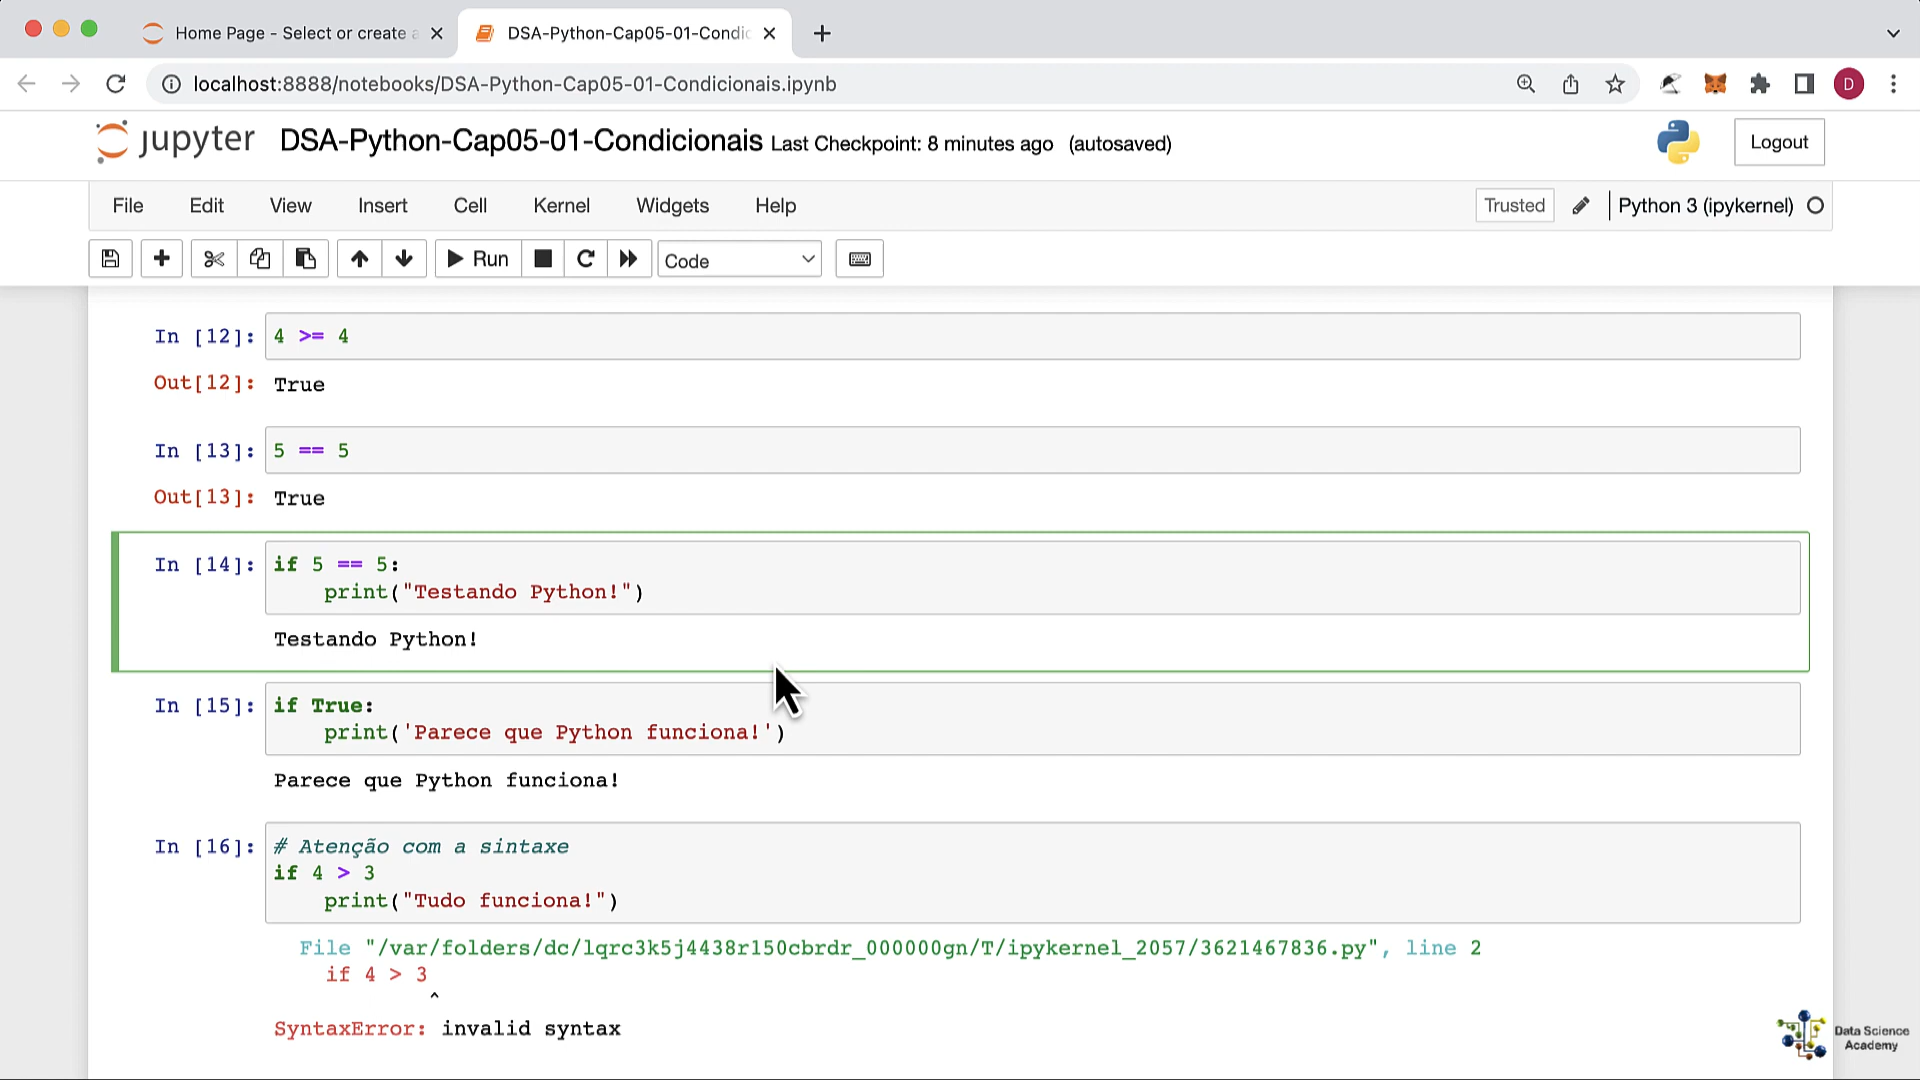 Home Page - Select or create a
DSA-Python-Cap05-01-Condic
localhost:8888/notebooks/DSA-Python-Cap05-01-Condicionais.ipynb
D
jupyter DSA-Python-Cap05-01-Condicionais Last Checkpoint: 8 minutes ago (autosaved)
Logout
File Edit View Insert Cell Kernel Widgets Help
Trusted Python 3 (ipykernel)
Run Code
In [12]: 4 >= 4
Out[12]: True
In [13]: 5 == 5
Out[13]: True
In [14]: if 5 == 5:
print("Testando Python!")
Testando Python!
In [15]: if True:
print('Parece que Python funciona!')
Parece que Python funciona!
In [16]: # Atenção com a sintaxe
if 4 > 3
print("Tudo funciona!")
File "/var/folders/dc/lqrc3k5j4438r150cbrdr_000000gn/T/ipykernel_2057/3621467836.py", line 2
if 4 > 3
^
SyntaxError: invalid syntax
Data Science
Academy